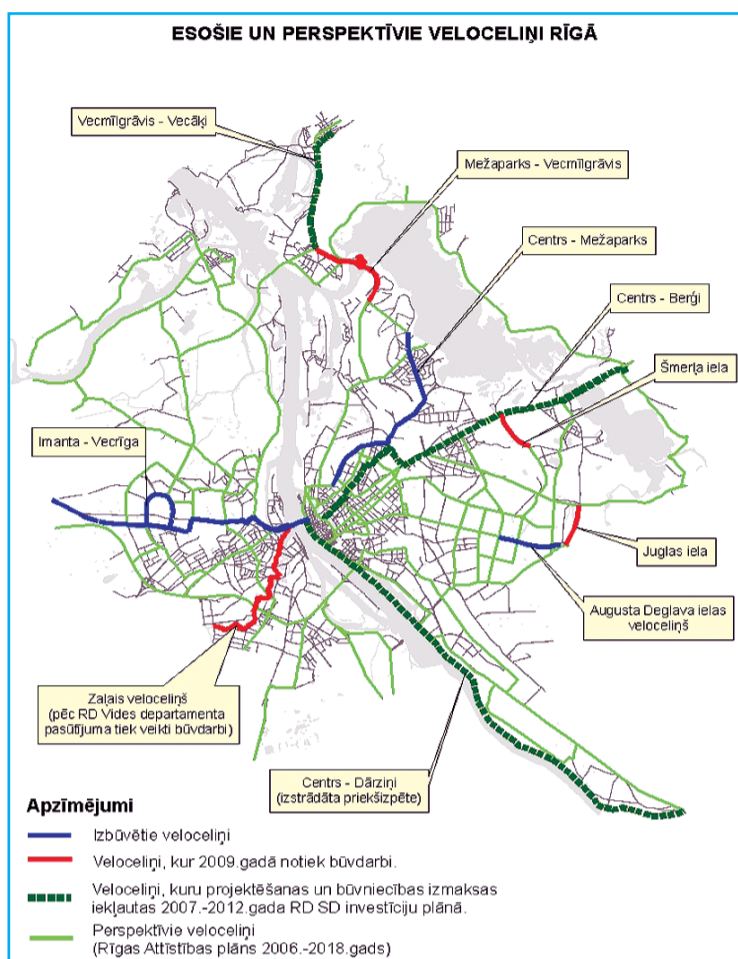 ESOŠIE UN PERSPEKTĪVIE VELOCELIŅI RĪGĀ
Vecmīlgrāvis - Vecāķi
Mežaparks - Vecmīlgrāvis
Centrs - Mežaparks
Centrs - Berģi
Šmerļa iela
Imanta - Vecrīga
Juglas iela
Augusta Deglava ielas
veloceliņš
Zaļais veloceliņš
(pēc RD Vides departamenta
pasūtījuma tiek veikti būvdarbi)
Centrs - Dārziņi
(izstrādāta priekšizpēte)
Apzīmējumi
Izbūvētie veloceliņi
Veloceliņi, kur 2009.gadā notiek būvdarbi.
Veloceliņi, kuru projektēšanas un būvniecības izmaksas
iekļautas 2007.-2012.gada RD SD investīciju plānā.
Perspektīvie veloceliņi
(Rīgas Attīstības plāns 2006.-2018.gads)